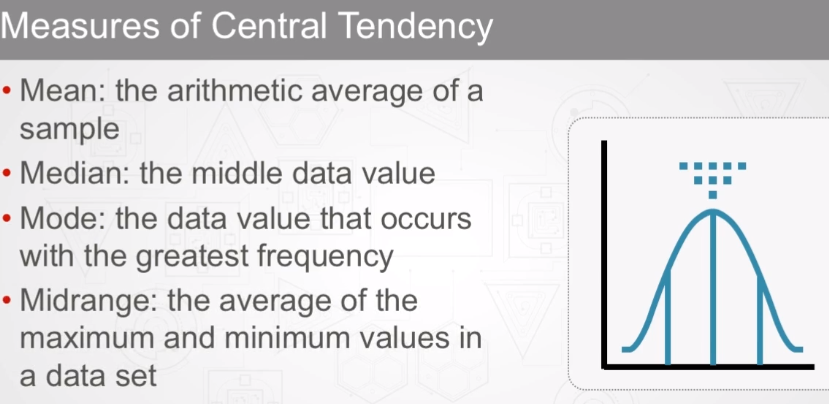 Measures of Central Tendency
• Mean: the arithmetic average of a
sample
• Median: the middle data value
• Mode: the data value that occurs
with the greatest frequency
• Midrange: the average of the
maximum and minimum values in
a data set